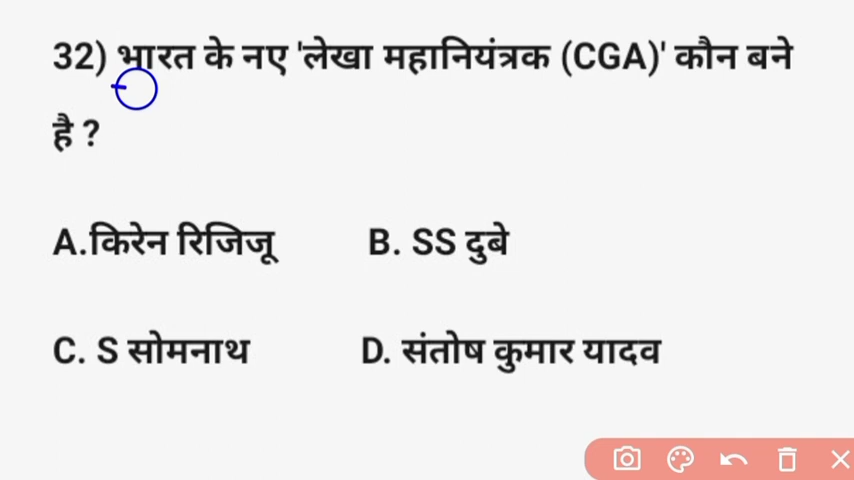 32) भारत के नए 'लेखा महानियंत्रक (CGA)' कौन बने
है ?
A.किरेन रिजिजू B. SS दुबे
C. S सोमनाथ D. संतोष कुमार यादव